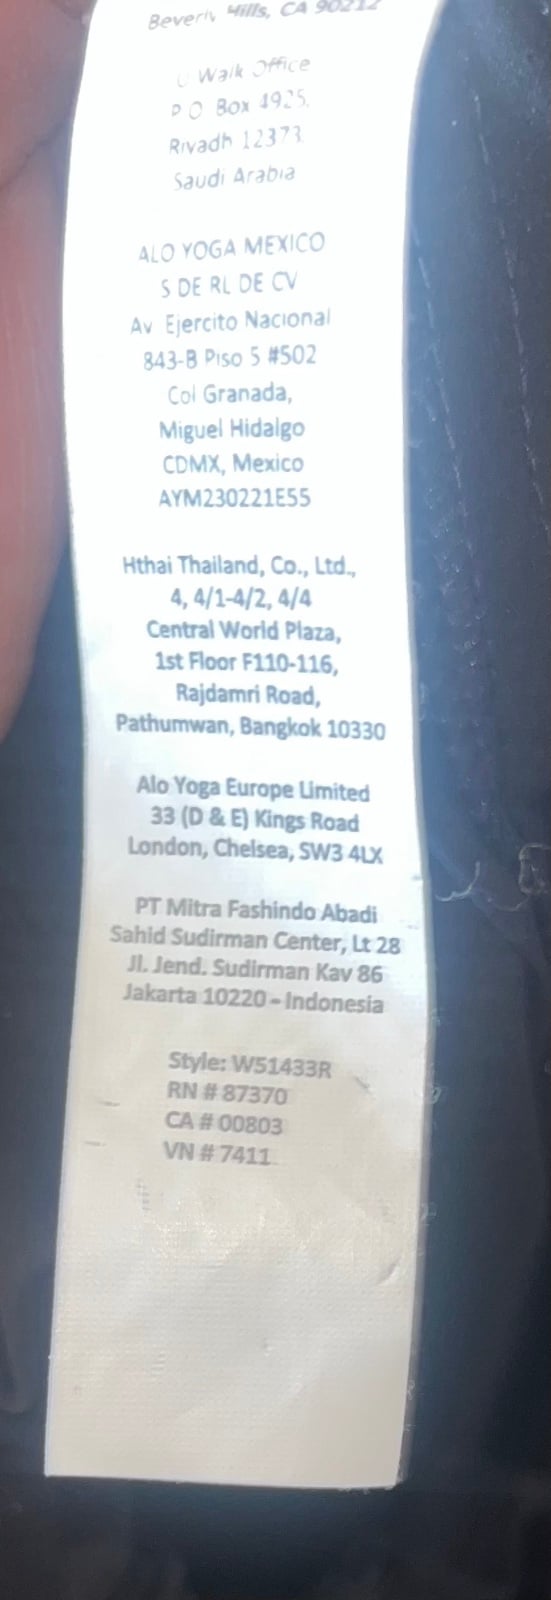 Beverly Hills, CA 90212
U Walk Office
P O Box 4925,
Riyadh 12373
Saudi Arabia
ALO YOGA MEXICO
S DE RL DE CV
Av Ejercito Nacional
843-B Piso 5 #502
Col Granada,
Miguel Hidalgo
CDMX, Mexico
AYM230221E55
Hthai Thailand, Co., Ltd.,
4, 4/1-4/2, 4/4
Central World Plaza,
1st Floor F110-116,
Rajdamri Road,
Pathumwan, Bangkok 10330
Alo Yoga Europe Limited
33 (D & E) Kings Road
London, Chelsea, SW3 4LX
PT Mitra Fashindo Abadi
Sahid Sudirman Center, Lt 28
Jl. Jend. Sudirman Kav 86
Jakarta 10220 - Indonesia
Style: W51433R
RN # 87370
CA # 00803
VN # 7411